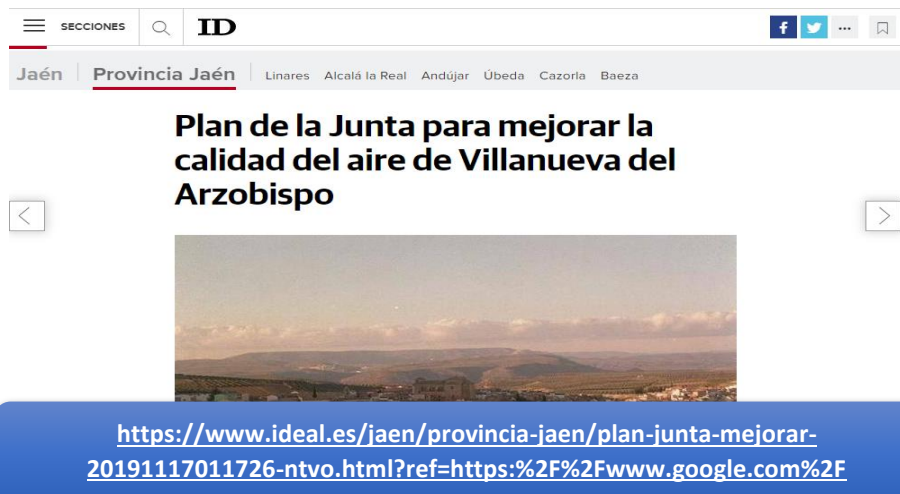 SECCIONES ID f ...
Jaén Provincia Jaén Linares Alcalá la Real Andújar Úbeda Cazorla Baeza
Plan de la Junta para mejorar la
calidad del aire de Villanueva del
Arzobispo
https://www.ideal.es/jaen/provincia-jaen/plan-junta-mejorar-
20191117011726-ntvo.html?ref=https:%2F%2Fwww.google.com%2F